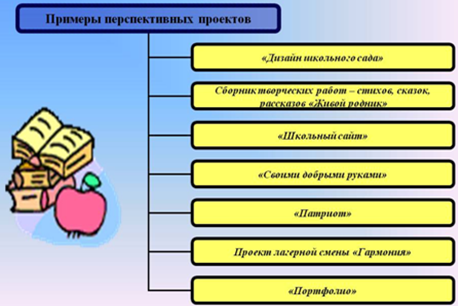 Примеры перспективных проектов
«Дизайн школьного сада»
Сборник творческих работ – стихов, сказок,
рассказов «Живой родник»
«Школьный сайт»
«Своими добрыми руками»
«Патриот»
Проект лагерной смены «Гармония»
«Портфолио»